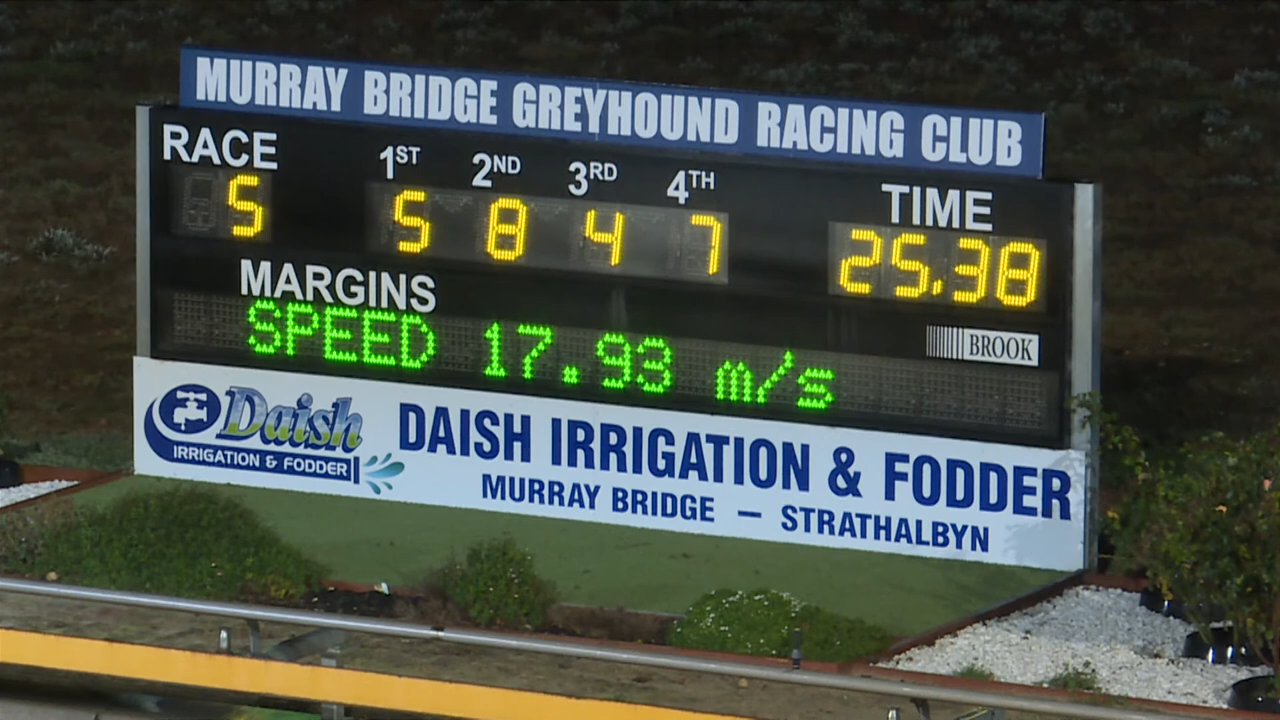 MURRAY BRIDGE GREYHOUND RACING CLUB
RACE 1ST 2ND 3RD 4TH TIME
5 5 8 4 7 25.38
MARGINS
SPEED 17.93 m/s
BROOK
Daish
IRRIGATION & FODDER
DAISH IRRIGATION & FODDER
MURRAY BRIDGE – STRATHALBYN